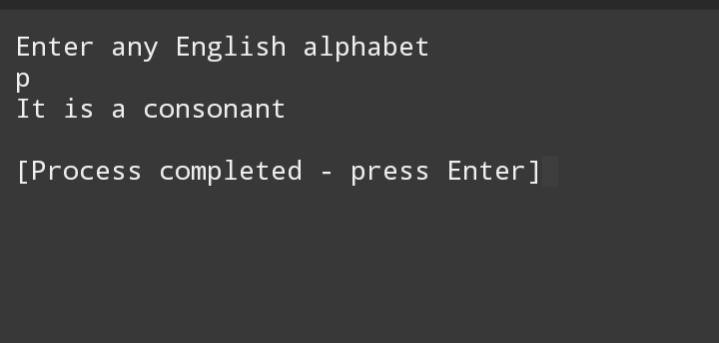 Enter any English alphabet
p
It is a consonant
[Process completed - press Enter]